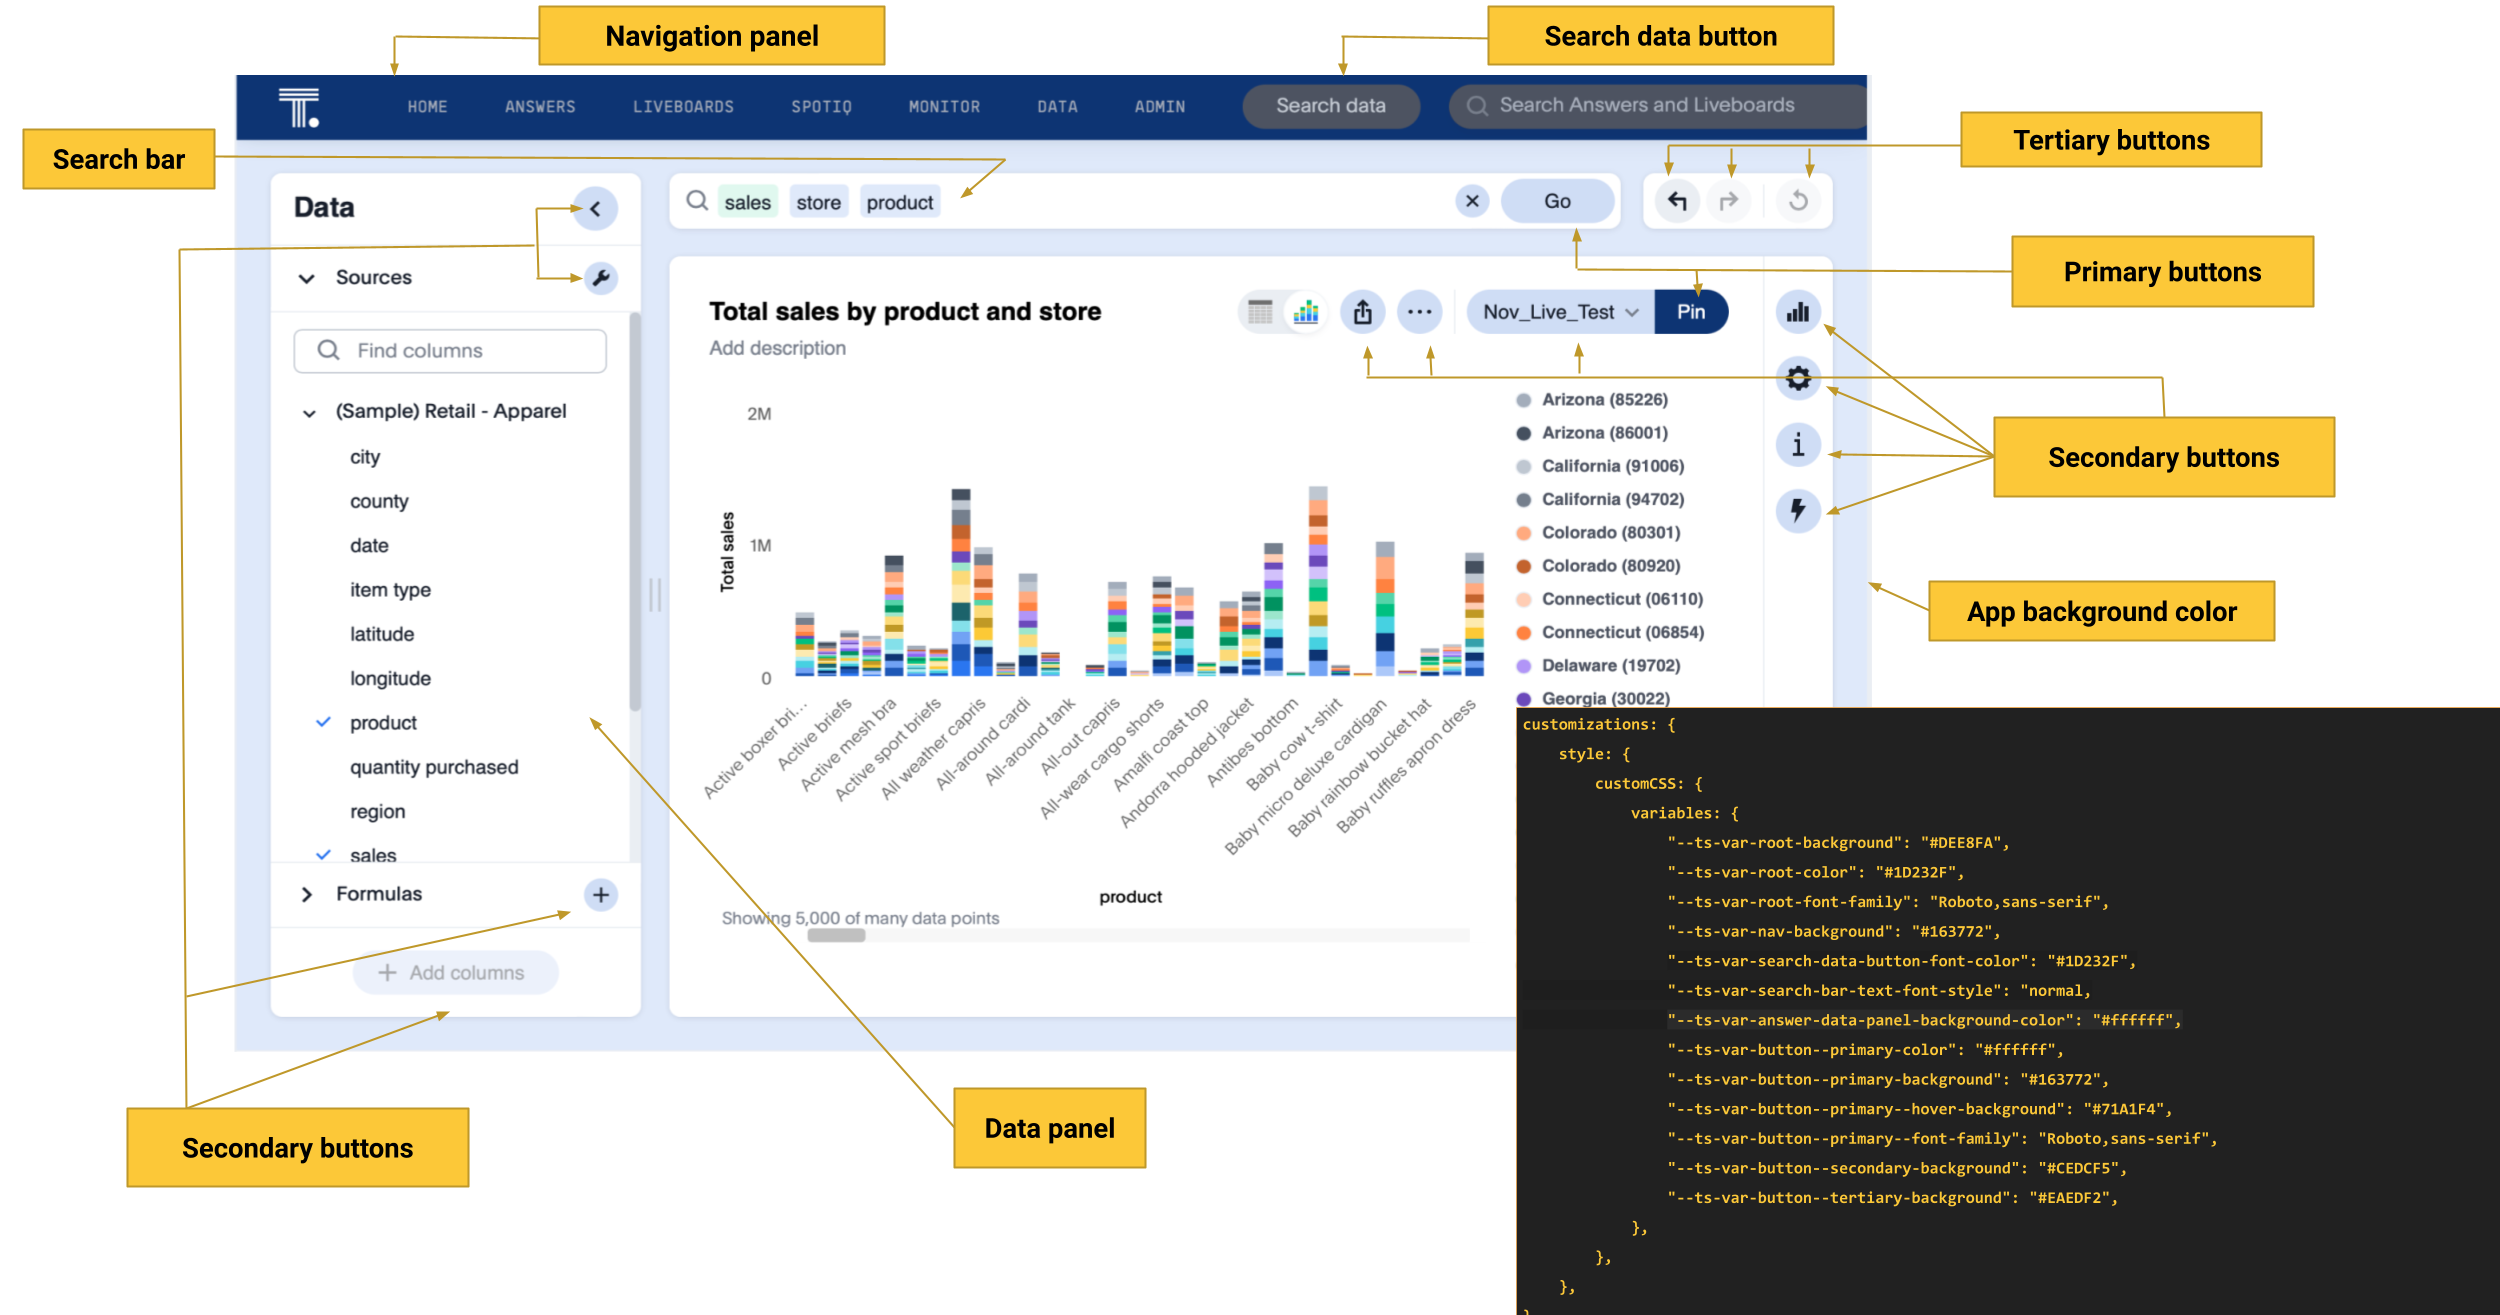 Navigation panel
Search data button
HOME
ANSWERS
LIVEBOARDS
SPOTIQ
MONITOR
DATA
ADMIN
Search data
Search Answers and Liveboards
Tertiary buttons
Search bar
Data
sales
store
product
Go
Primary buttons
Sources
Total sales by product and store
Nov_Live_Test
Pin
Add description
Find columns
(Sample) Retail - Apparel
city
county
date
item type
latitude
longitude
product
quantity purchased
region
sales
Formulas
+ Add columns
2M
1M
0
Total sales
Arizona (85226)
Arizona (86001)
California (91006)
California (94702)
Colorado (80301)
Colorado (80920)
Connecticut (06110)
Connecticut (06854)
Delaware (19702)
Georgia (30022)
Secondary buttons
App background color
Active boxer bri...
Active briefs
Active mesh bra
Active sport briefs
All weather capris
All-around cardi
All-around tank
All-out capris
All-wear cargo shorts
Amalfi coast top
Andorra hooded jacket
Antibes bottom
Baby cow t-shirt
Baby micro deluxe cardigan
Baby rainbow bucket hat
Baby ruffles apron dress
product
Showing 5,000 of many data points
Secondary buttons
Data panel
customizations: {
style: {
customCSS: {
variables: {
"--ts-var-root-background": "#DEE8FA",
"--ts-var-root-color": "#1D232F",
"--ts-var-root-font-family": "Roboto,sans-serif",
"--ts-var-nav-background": "#163772",
"--ts-var-search-data-button-font-color": "#1D232F",
"--ts-var-search-bar-text-font-style": "normal,
"--ts-var-answer-data-panel-background-color": "#ffffff",
"--ts-var-button--primary-color": "#ffffff",
"--ts-var-button--primary-background": "#163772",
"--ts-var-button--primary--hover-background": "#71A1F4",
"--ts-var-button--primary--font-family": "Roboto,sans-serif",
"--ts-var-button--secondary-background": "#CEDCF5",
"--ts-var-button--tertiary-background": "#EAEDF2",
},
},
},